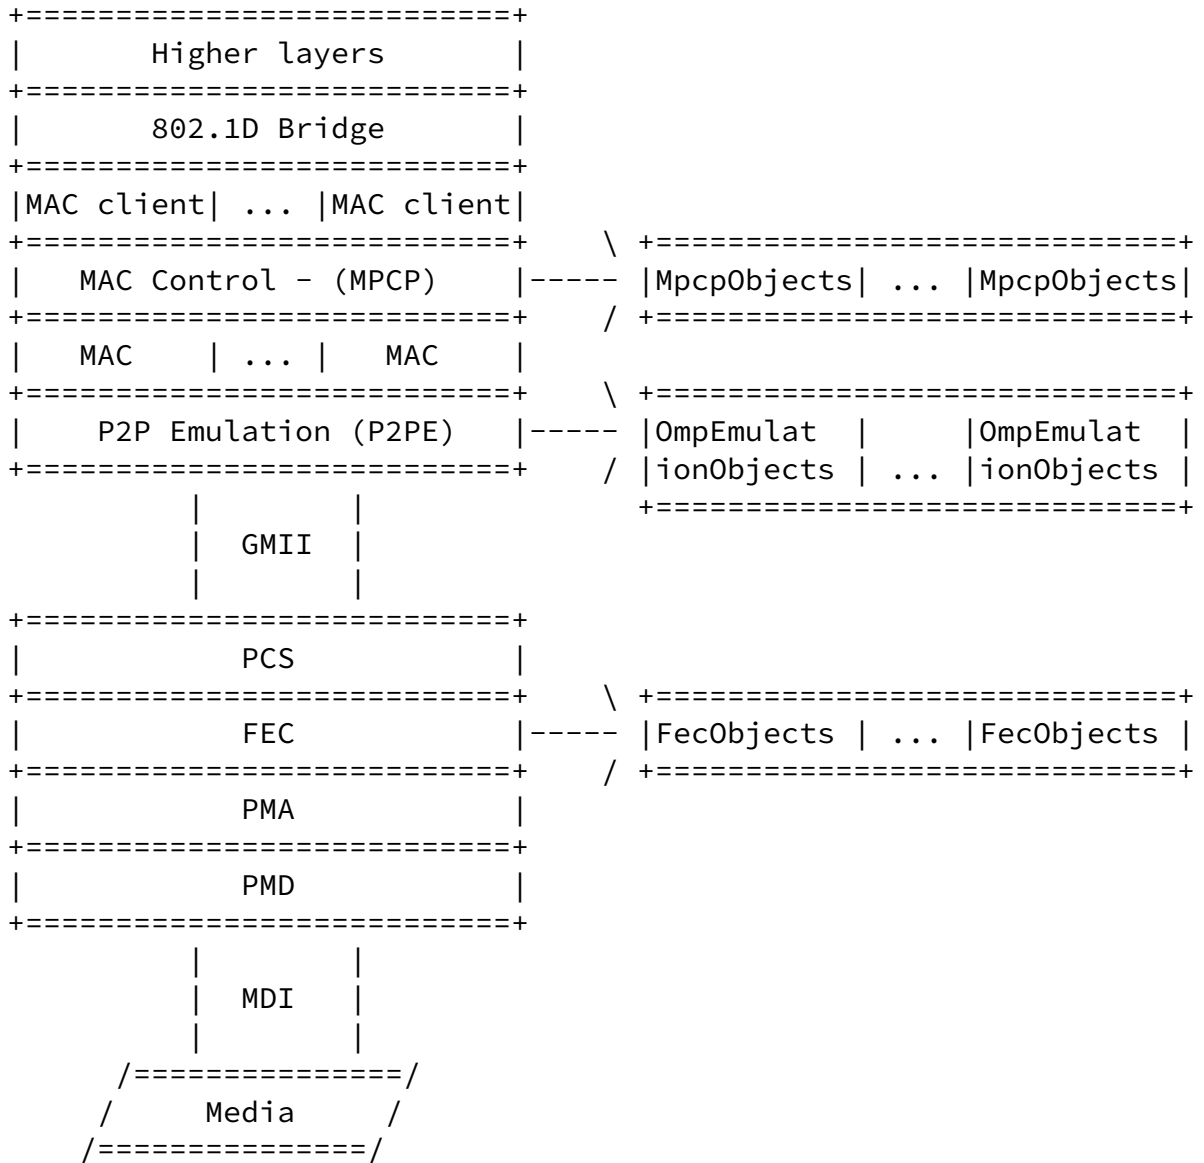 Higher layers
802.1D Bridge
MAC client ... MAC client
MAC Control - (MPCP) MpcpObjects ... MpcpObjects
MAC ... MAC
P2P Emulation (P2PE) OmpEmulat OmpEmulat
ionObjects ... ionObjects
GMII
PCS
FEC FecObjects ... FecObjects
PMA
PMD
MDI
Media